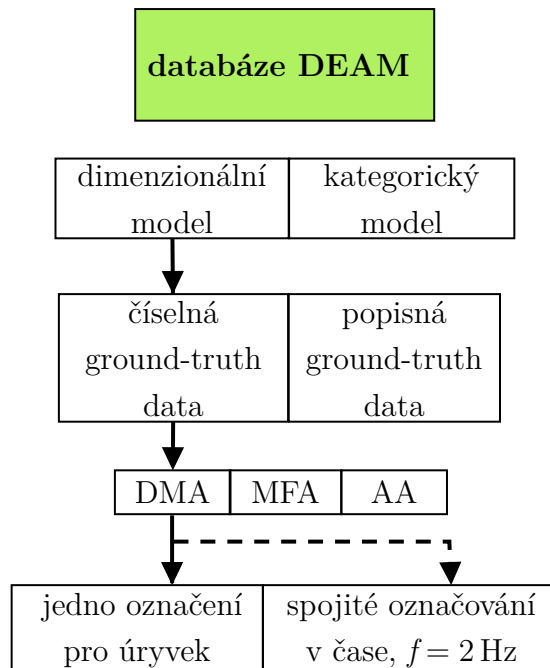 databáze DEAM
dimenzionální kategorický
model model
číselná popisná
ground-truth ground-truth
data data
DMA MFA AA
jedno označení spojité označování
pro úryvek v čase, f = 2 Hz